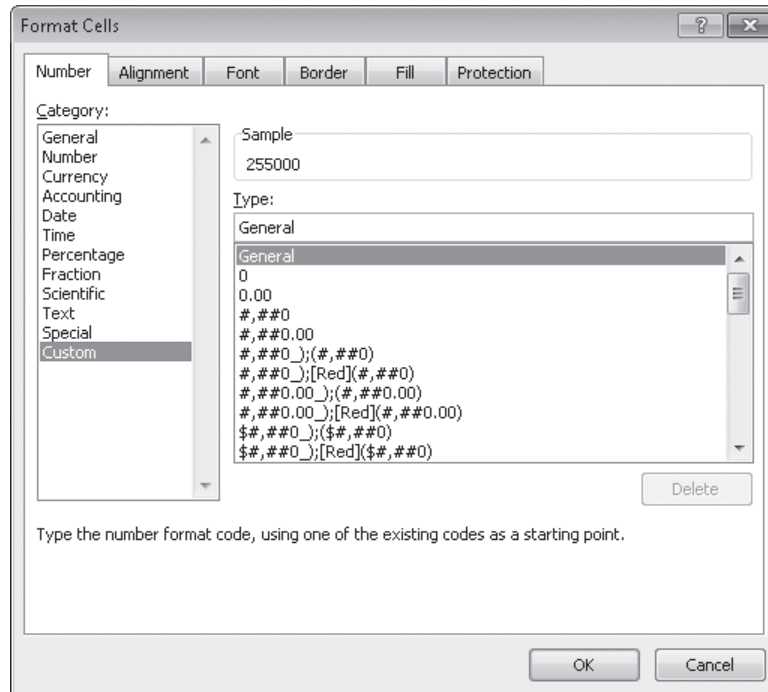 Format Cells
Number Alignment Font Border Fill Protection
Category:
General
Number
Currency
Accounting
Date
Time
Percentage
Fraction
Scientific
Text
Special
Custom
Sample
255000
Type:
General
General
0
0.00
#,##0
#,##0.00
#,##0_);(#,##0)
#,##0_);[Red](#,##0)
#,##0.00_);(#,##0.00)
#,##0.00_);[Red](#,##0.00)
$#,##0_);($#,##0)
$#,##0_);[Red]($#,##0)
Delete
Type the number format code, using one of the existing codes as a starting point.
OK Cancel